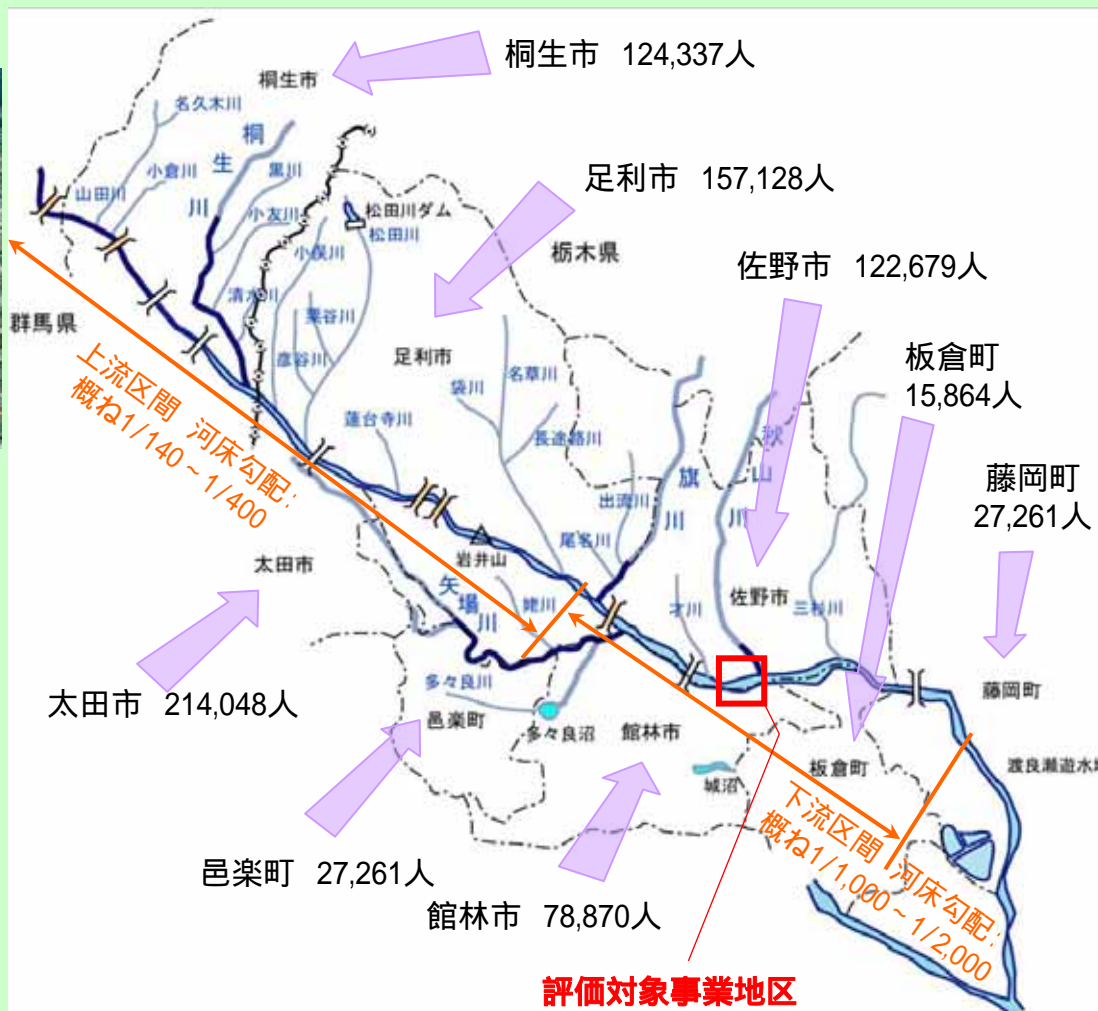 桐生市 124,337人
桐生市
名久木川
桐生川
小倉川
黒川
山田川
足利市 157,128人
小友川
松田川ダム
松田川
小俣川
栃木県
佐野市 122,679人
清水川
粟谷川
群馬県
彦谷川
足利市
板倉町
15,864人
袋川
名草川
上流区間 河床勾配:
概ね1/140~1/400
蓮台寺川
長途路川
旗川
秋山川
藤岡町
27,261人
出流川
尾名川
岩井山
太田市
矢場川
姥川
才川
佐野市
三杉川
太田市 214,048人
多々良川
邑楽町
多々良沼
館林市
城沼
板倉町
藤岡町
渡良瀬遊水
下流区間 河床勾配:
概ね1/1,000~1/2,000
邑楽町 27,261人
館林市 78,870人
評価対象事業地区